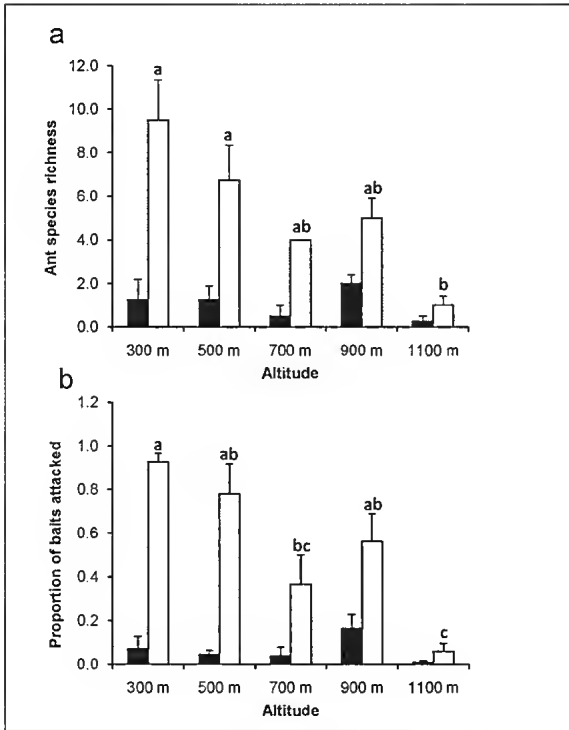 a
12.0
10.0
8.0
6.0
4.0
2.0
0.0
Ant species richness
a
a
ab
ab
b
300 m 500 m 700 m 900 m 1100 m
Altitude
b
1.2
1.0
0.8
0.6
0.4
0.2
0.0
Proportion of baits attacked
a
ab
bc
ab
c
300 m 500 m 700 m 900 m 1100 m
Altitude